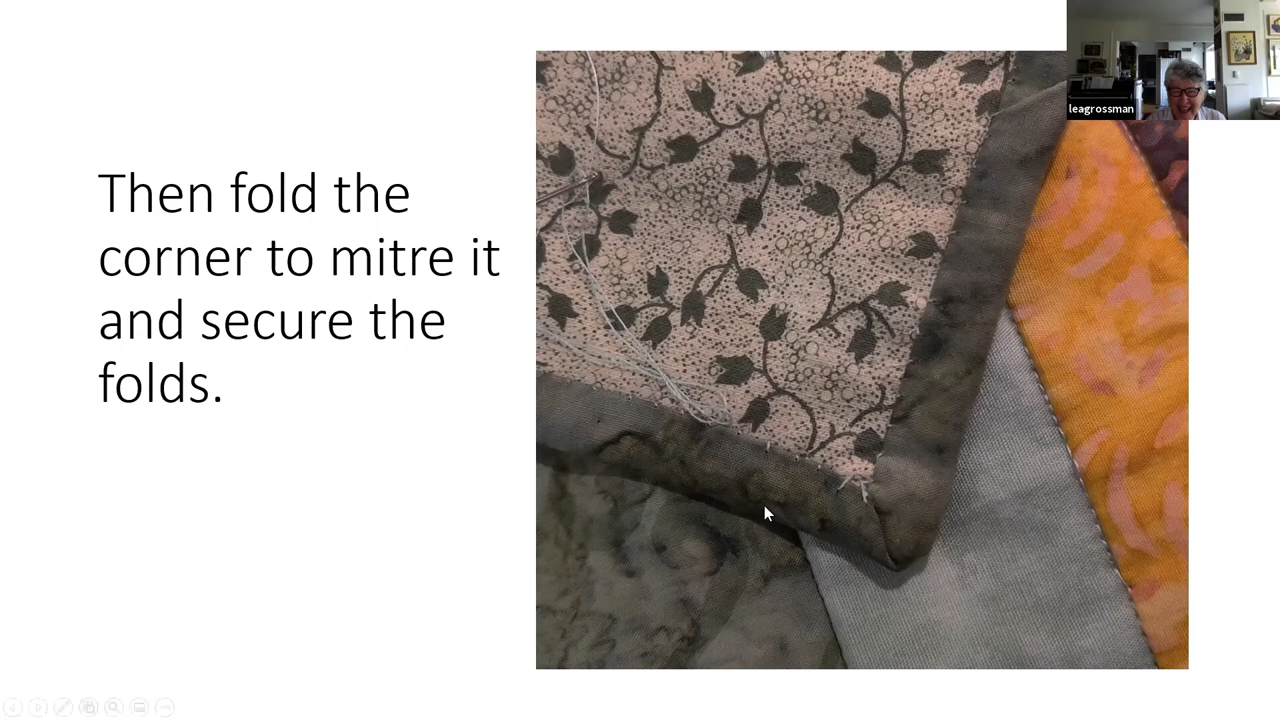 Then fold the
corner to mitre it
and secure the
folds.
leagrossman